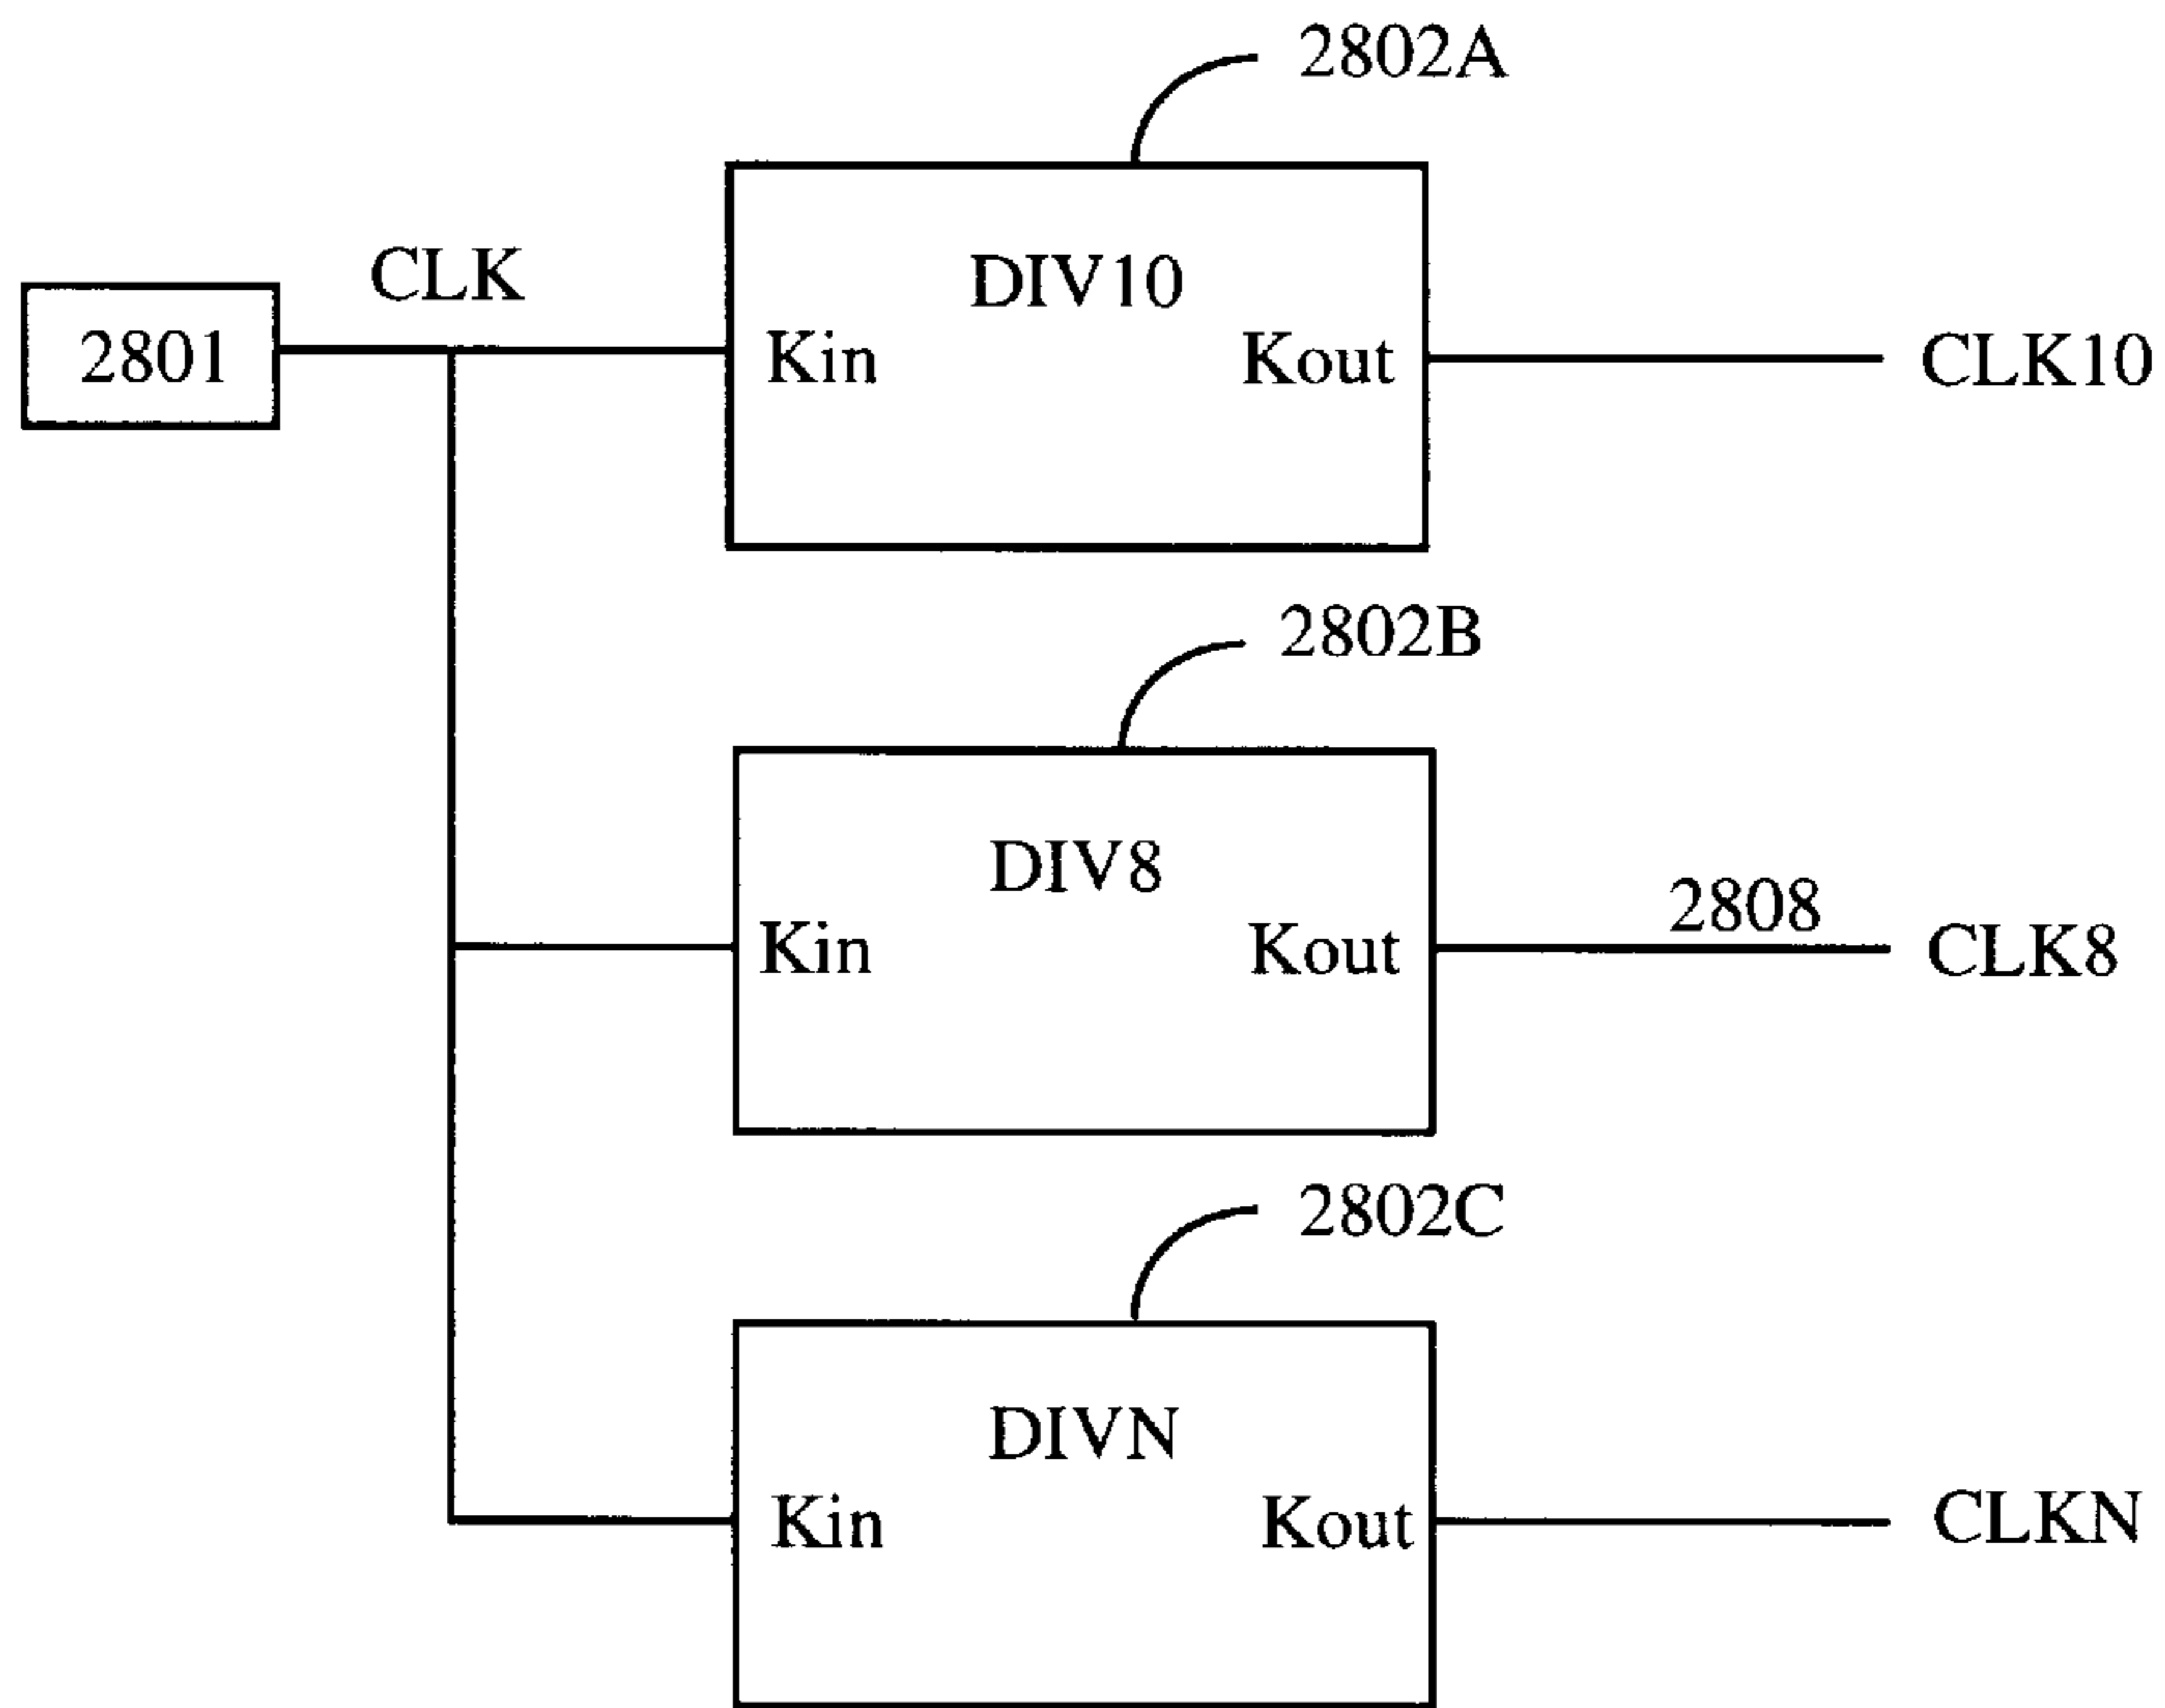 2802A
CLK
DIV10
2801
Kin
Kout
CLK10
2802B
DIV8
2808
Kin
Kout
CLK8
2802C
DIVN
Kin
Kout
CLKN